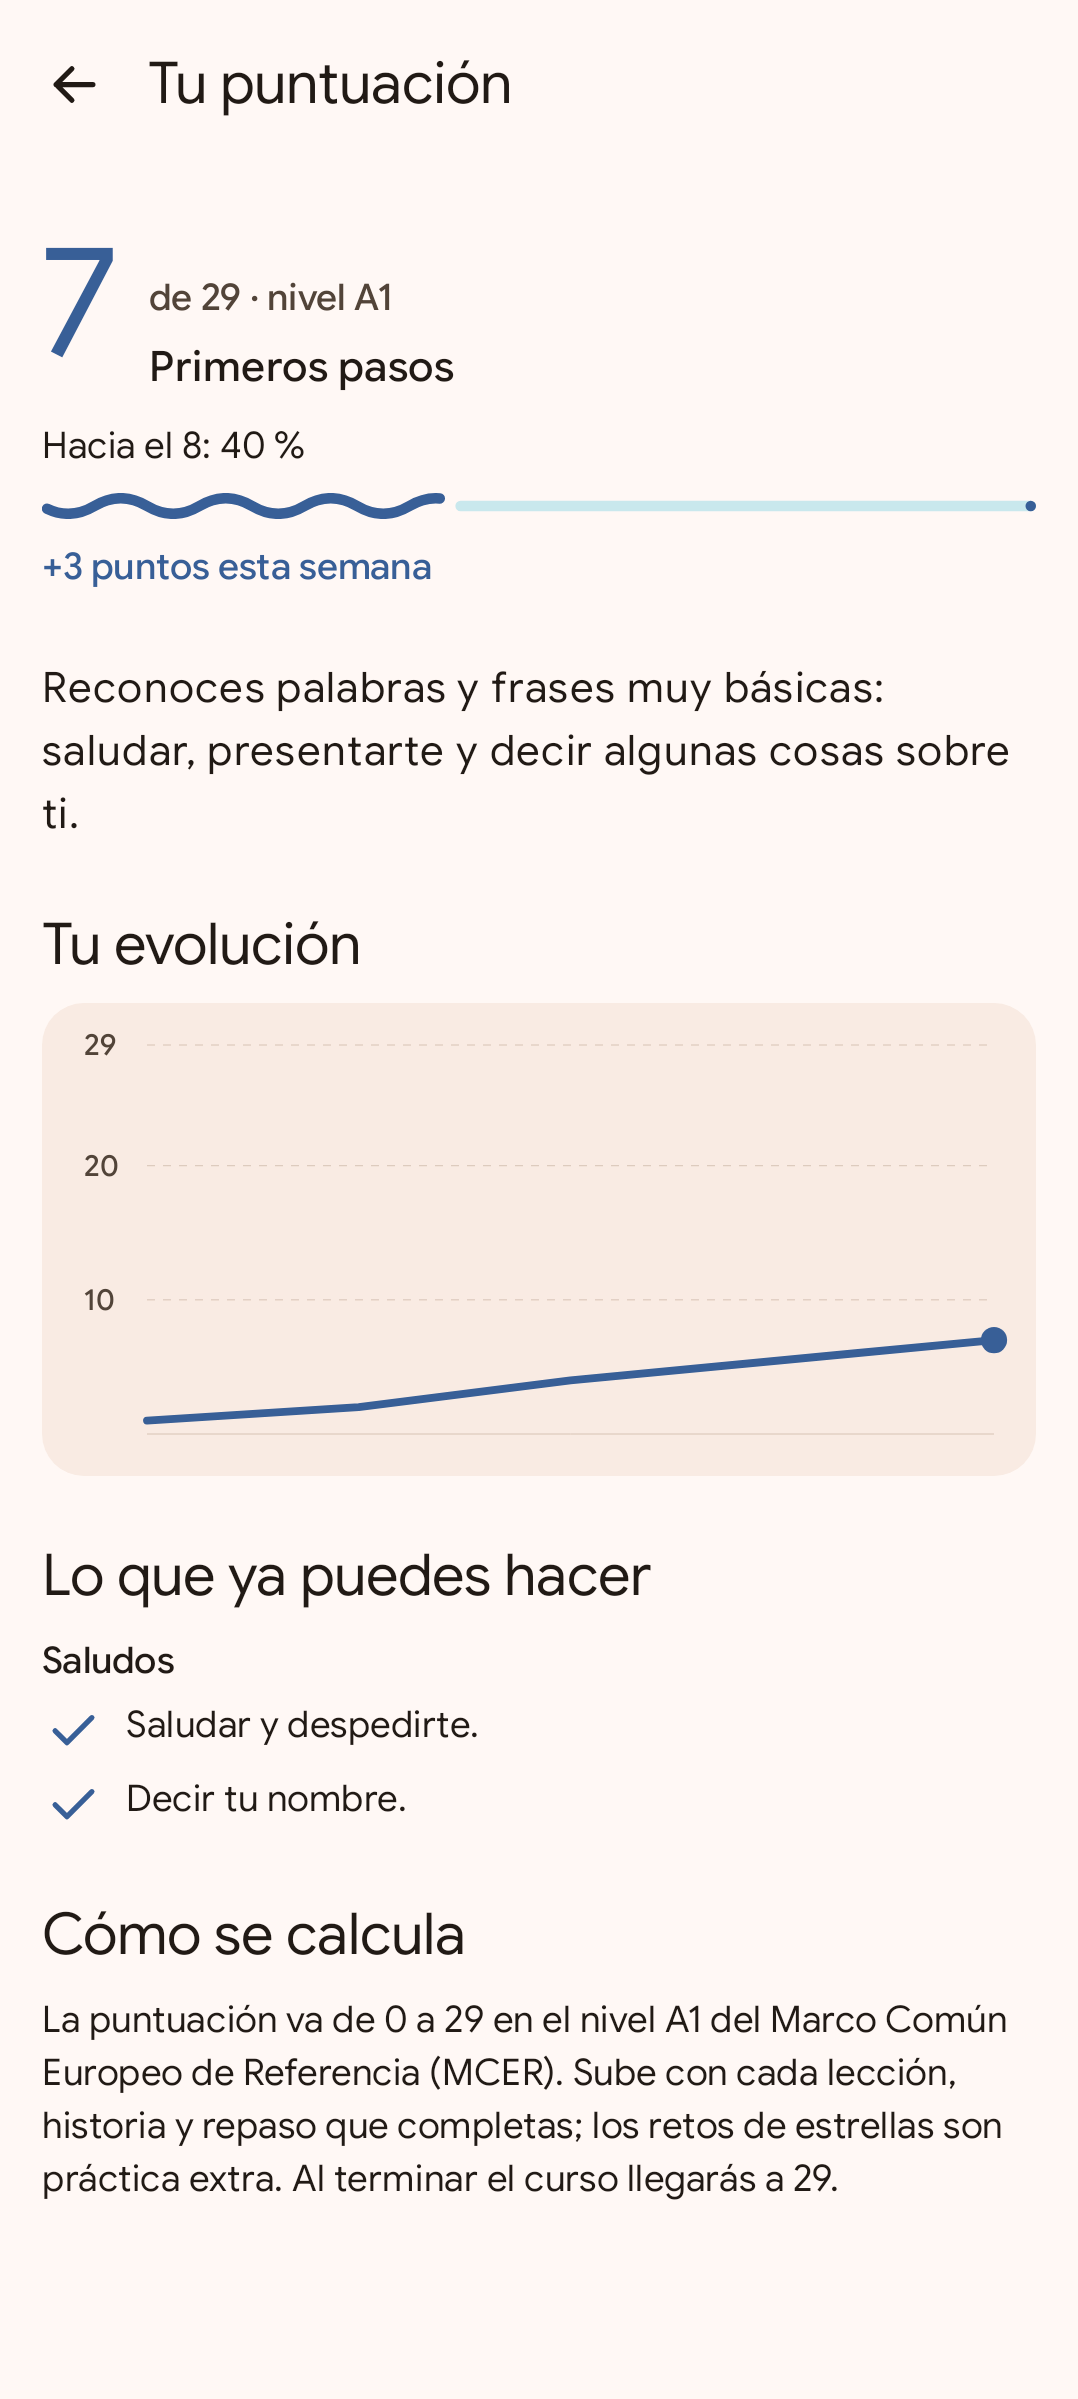 Tu puntuación
7
de 29 · nivel A1
Primeros pasos
Hacia el 8: 40 %
+3 puntos esta semana
Reconoces palabras y frases muy básicas:
saludar, presentarte y decir algunas cosas sobre
ti.
Tu evolución
29
20
10
Lo que ya puedes hacer
Saludos
Saludar y despedirte.
Decir tu nombre.
Cómo se calcula
La puntuación va de 0 a 29 en el nivel A1 del Marco Común
Europeo de Referencia (MCER). Sube con cada lección,
historia y repaso que completas; los retos de estrellas son
práctica extra. Al terminar el curso llegarás a 29.